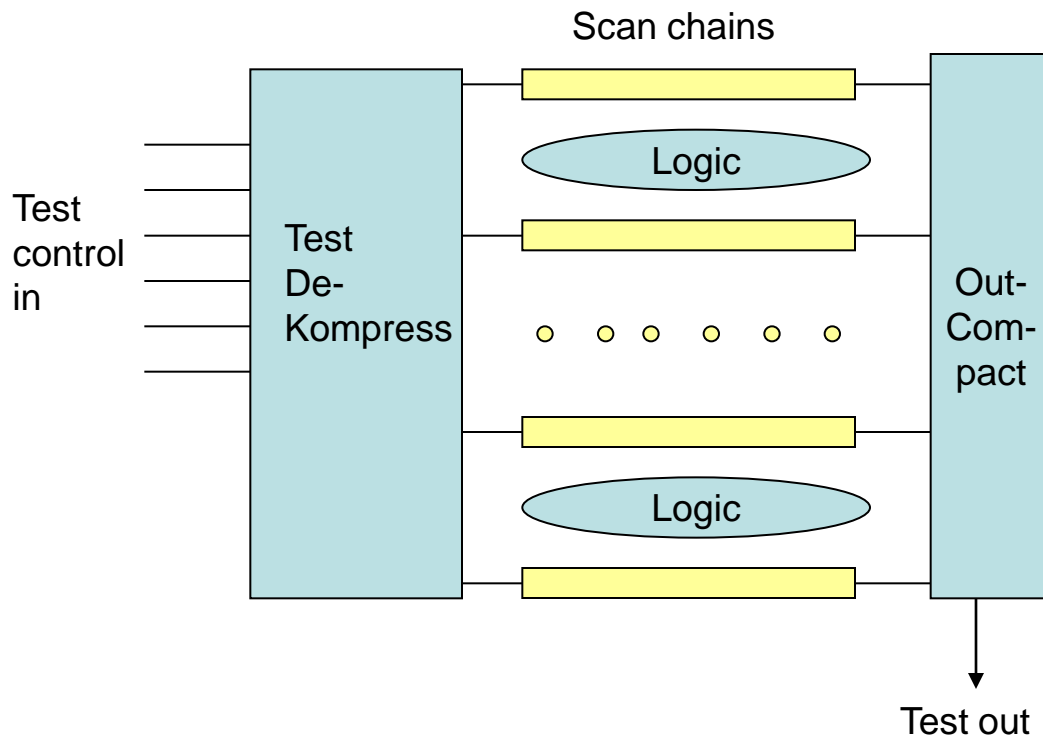 Scan chains
Logic
Test
control
in
Test
De-
Kompress
Out-
Com-
pact
Logic
Test out